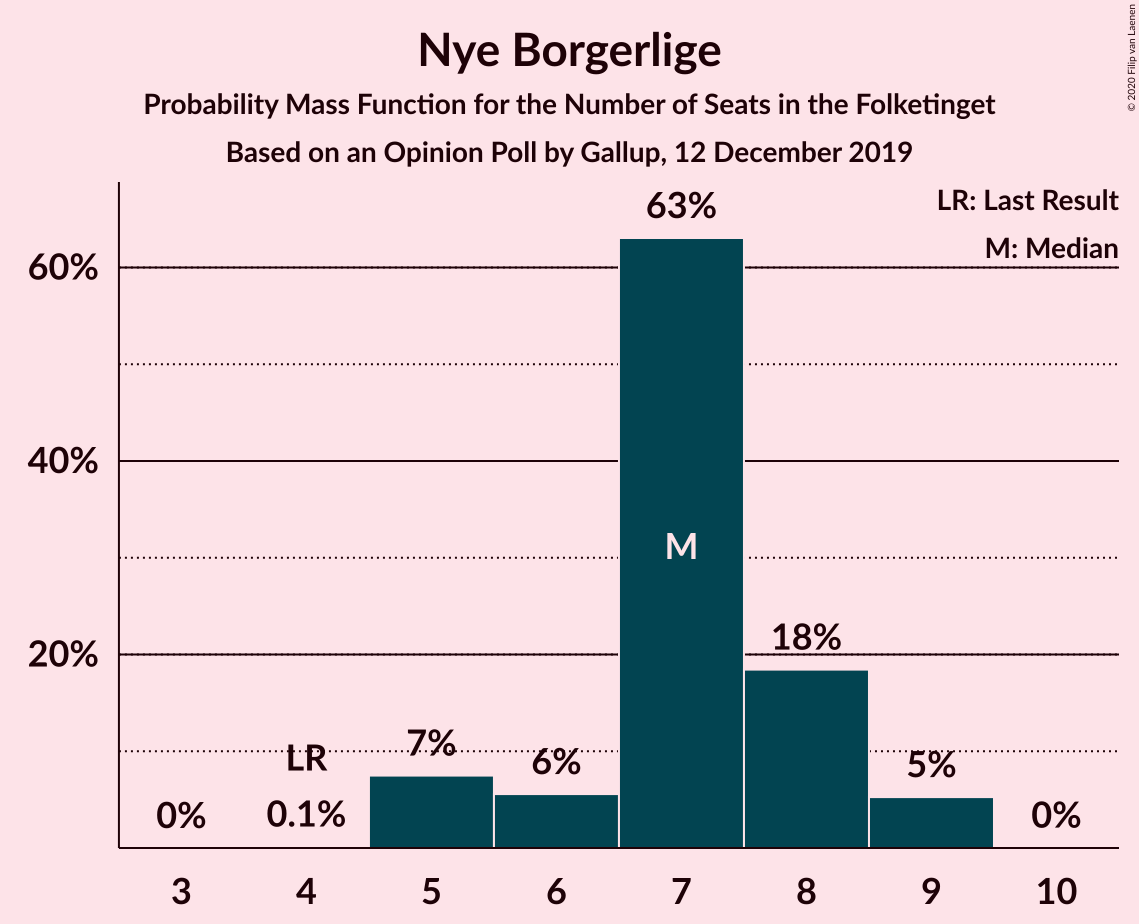 © 2020 Filip van Laenen
Nye Borgerlige
Probability Mass Function for the Number of Seats in the Folketinget
Based on an Opinion Poll by Gallup, 12 December 2019
LR: Last Result
M: Median
60%
40%
20%
63%
M
18%
LR
7%
6%
5%
0%
0.1%
0%
3 4 5 6 7 8 9 10